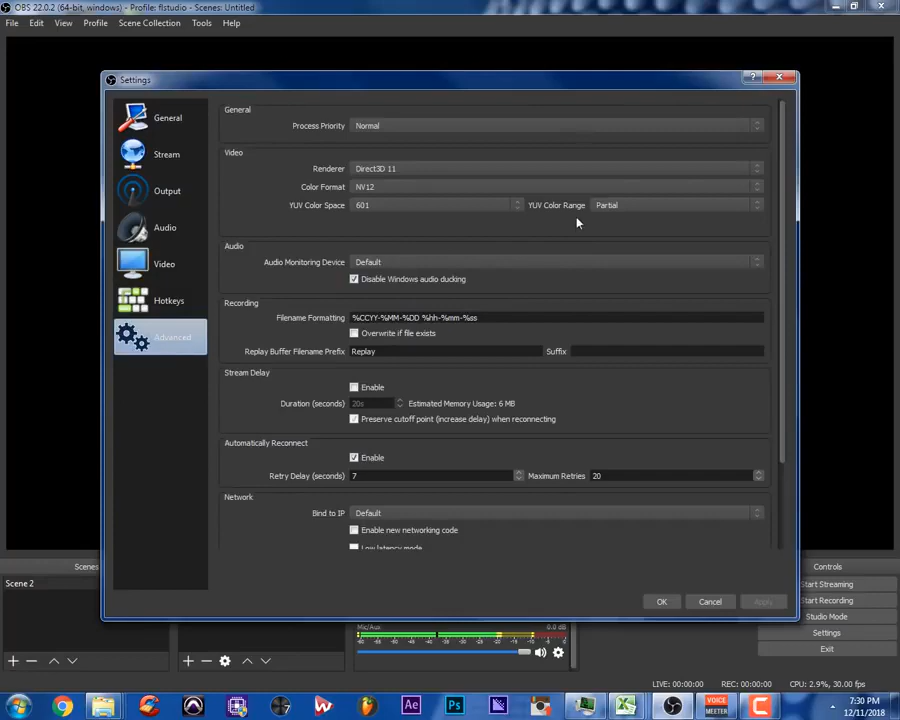 OBS 22.0.2 (64-bit, windows) - Profile: flstudio - Scenes: Untitled
File Edit View Profile Scene Collection Tools Help
Settings
General
Stream
Output
Audio
Video
Hotkeys
Advanced
General
Process Priority Normal
Video
Renderer Direct3D 11
Color Format NV12
YUV Color Space 601 YUV Color Range Partial
Audio
Audio Monitoring Device Default
Disable Windows audio ducking
Recording
Filename Formatting %CCYY-%MM-%DD %hh-%mm-%ss
Overwrite if file exists
Replay Buffer Filename Prefix Replay Suffix
Stream Delay
Enable
Duration (seconds) 20s Estimated Memory Usage: 6 MB
Preserve cutoff point (increase delay) when reconnecting
Automatically Reconnect
Enable
Retry Delay (seconds) 7 Maximum Retries 20
Network
Bind to IP Default
Enable new networking code
Low latency mode
OK Cancel Apply
Scenes
Scene 2
Mic/Aux 0.0 dB
Controls
Start Streaming
Start Recording
Studio Mode
Settings
Exit
LIVE: 00:00:00 REC: 00:00:00 CPU: 2.9%, 30.00 fps
Ae Ps VOICE MEETER
7:30 PM
12/11/2018